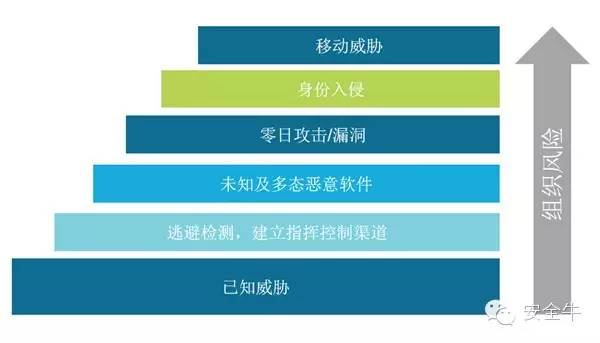 移动威胁
身份入侵
零日攻击/漏洞
未知及多态恶意软件
逃避检测，建立指挥控制渠道
已知威胁
组织风险
安全牛